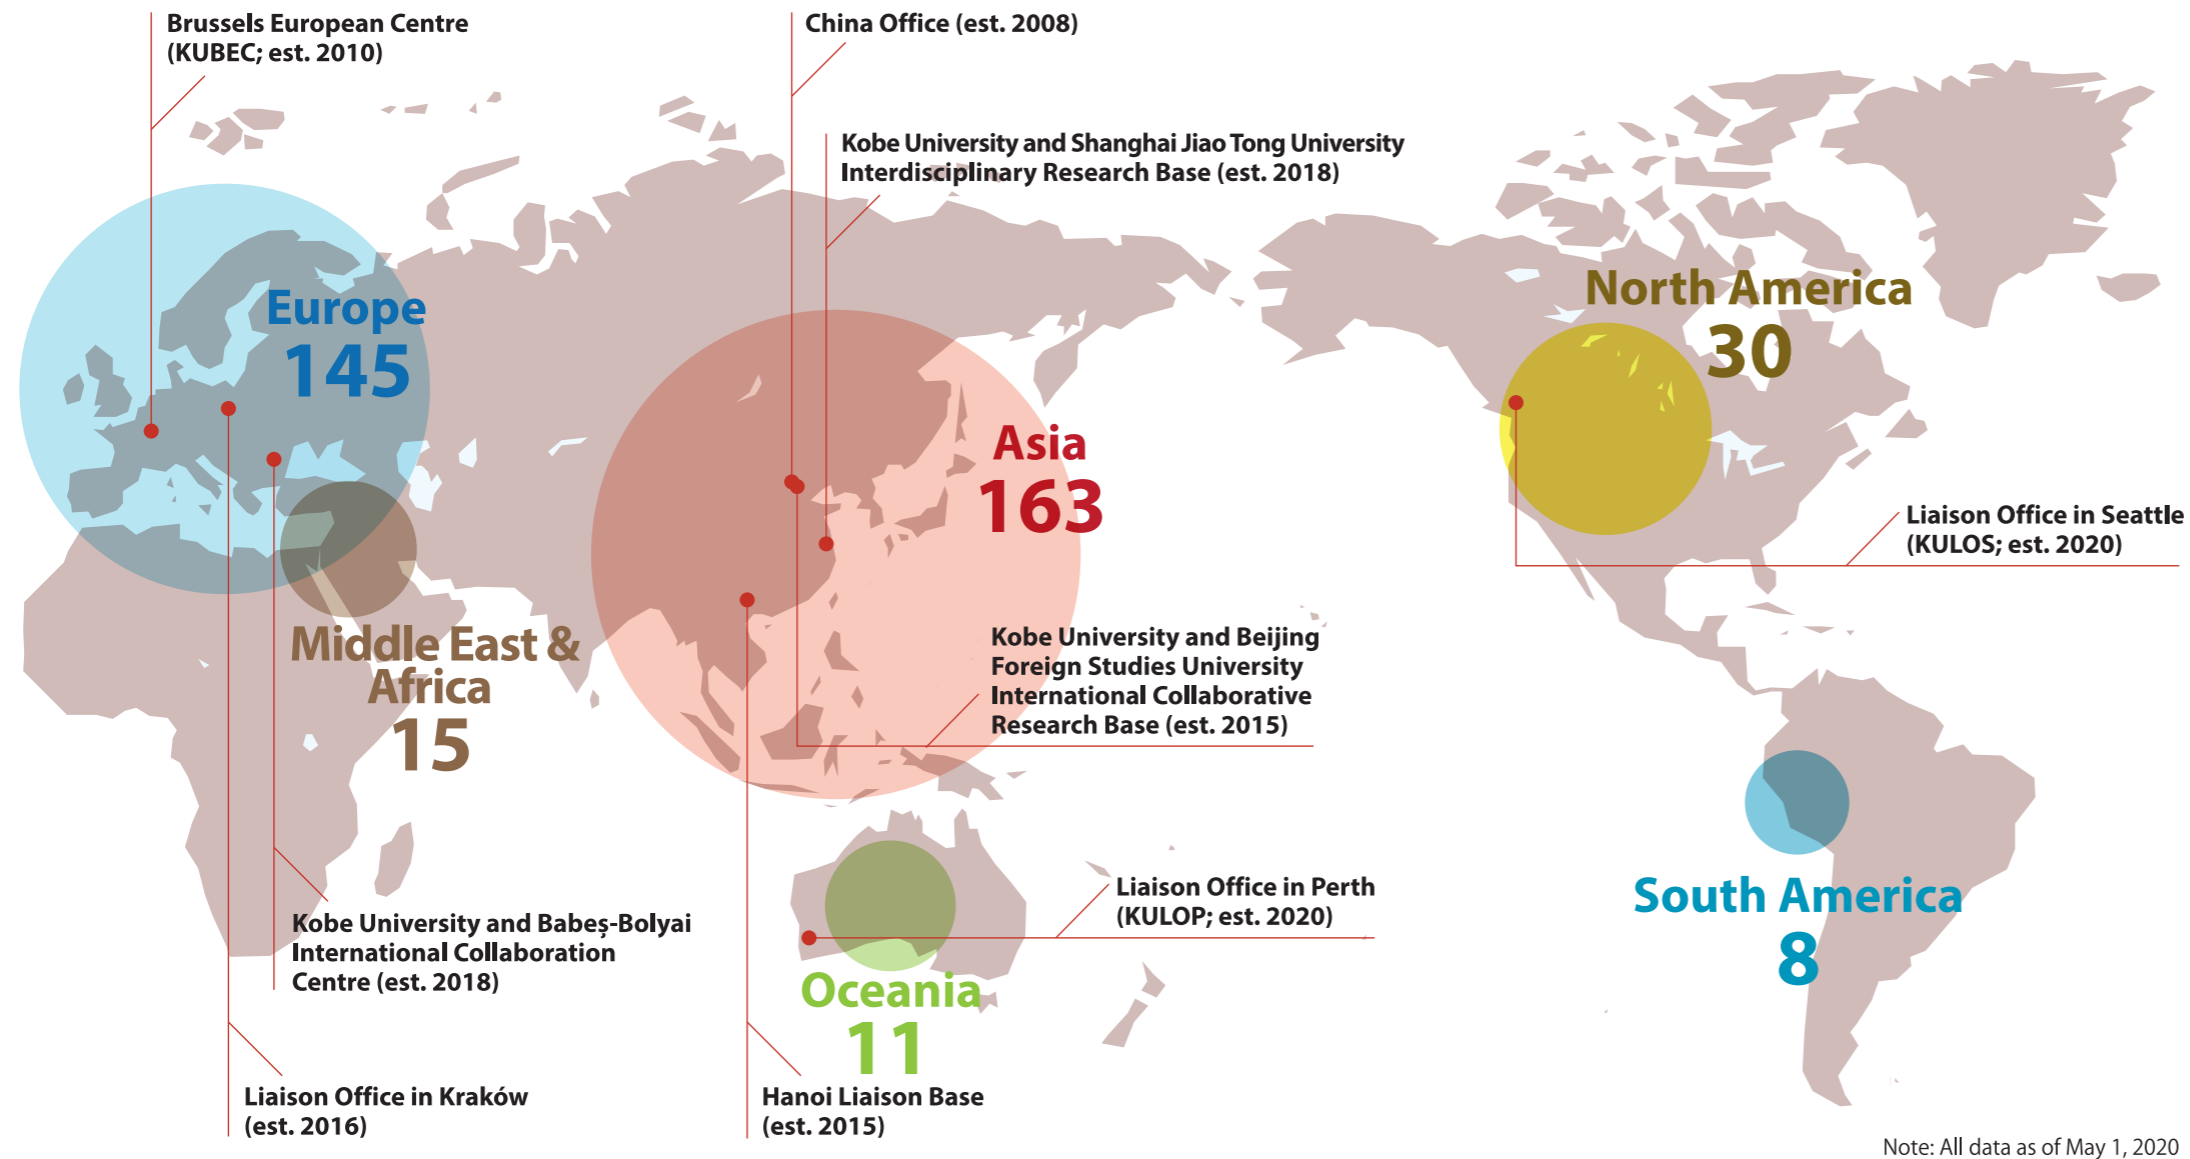 Brussels European Centre
(KUBEC; est. 2010)
China Office (est. 2008)
Kobe University and Shanghai Jiao Tong University
Interdisciplinary Research Base (est. 2018)
Europe
145
North America
30
Asia
163
Liaison Office in Seattle
(KULOS; est. 2020)
Middle East &
Africa
15
Kobe University and Beijing
Foreign Studies University
International Collaborative
Research Base (est. 2015)
Liaison Office in Perth
(KULOP; est. 2020)
South America
8
Kobe University and Babeș-Bolyai
International Collaboration
Centre (est. 2018)
Oceania
11
Liaison Office in Kraków
(est. 2016)
Hanoi Liaison Base
(est. 2015)
Note: All data as of May 1, 2020